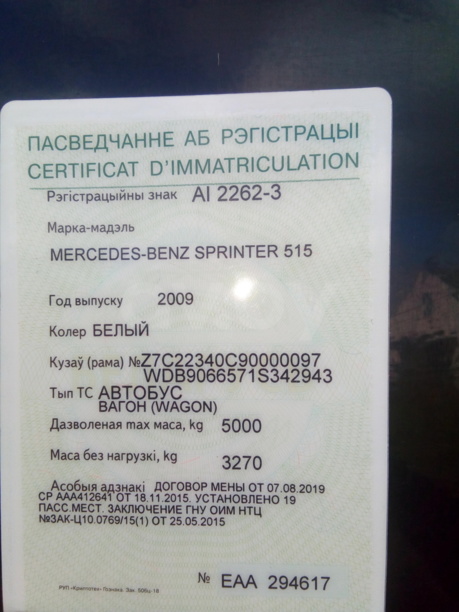 ПАСВЕДЧАННЕ АБ РЭГІСТРАЦЫІ
CERTIFICAT D'IMMATRICULATION
Рэгістрацыйны знак AI 2262-3
Марка-мадэль
MERCEDES-BENZ SPRINTER 515
Год выпуску 2009
Колер БЕЛЫЙ
Кузаў (рама) №Z7C22340C90000097
WDB9066571S342943
Тып ТС АВТОБУС
ВАГОН (WAGON)
Дазволеная max маса, kg 5000
Маса без нагрузкі, kg 3270
Асобыя адзнакі ДОГОВОР МЕНЫ ОТ 07.08.2019
СР ААА412641 ОТ 18.11.2015. УСТАНОВЛЕНО 19
ПАСС.МЕСТ. ЗАКЛЮЧЕНИЕ ГНУ ОИМ НТЦ
№ЗАК-Ц10.0769/15(1) ОТ 25.05.2015
№ ЕАА 294617